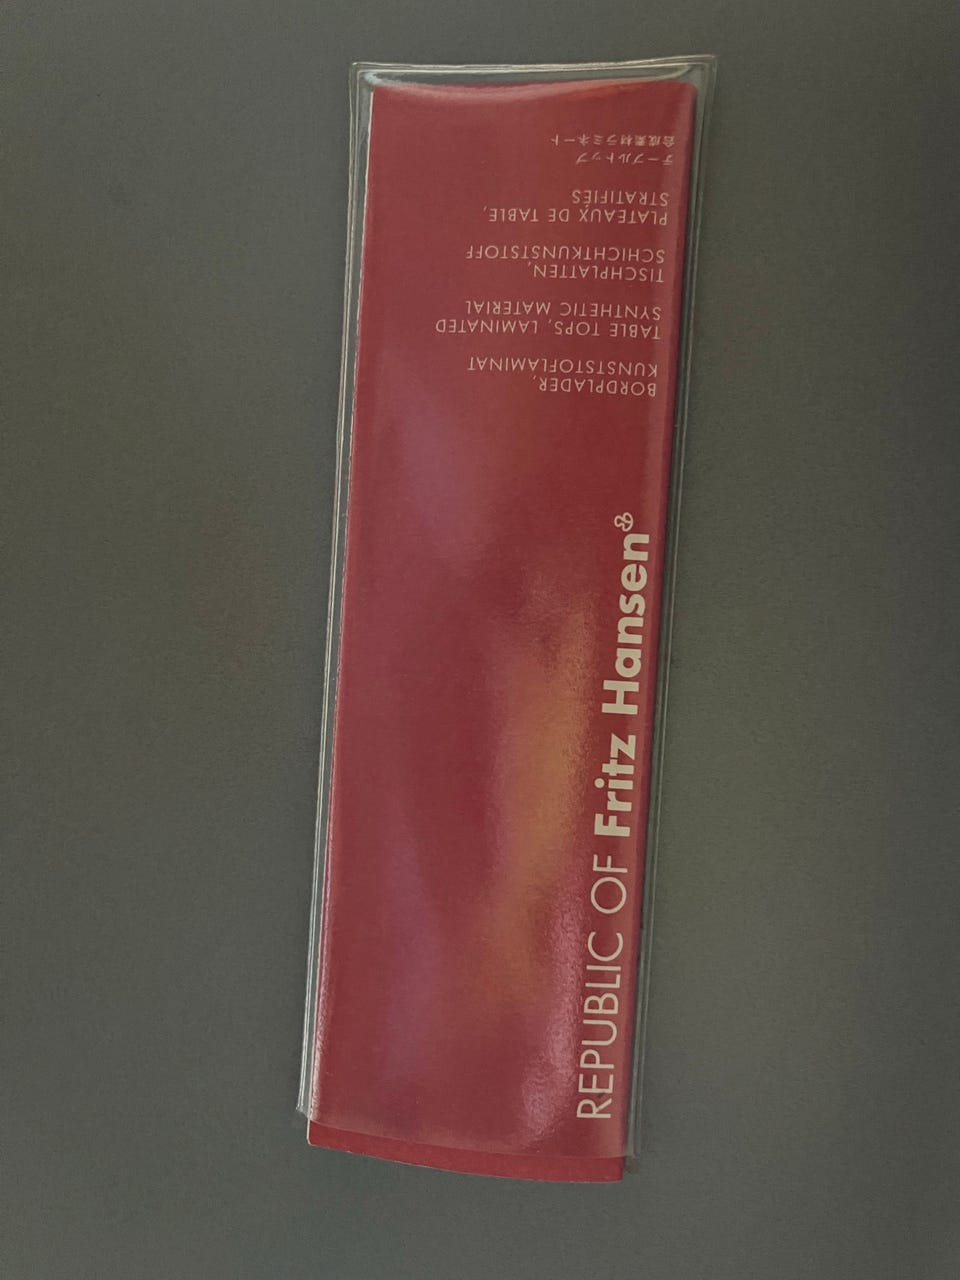 BORDPLADER,
KUNSTSTOFLAMINAT
TABLE TOPS, LAMINATED
SYNTHETIC MATERIAL
TISCHPLATTEN,
SCHICHTKUNSTSTOFF
PLATEAUX DE TABLE,
STRATIFIÉS
テーブルトップ
合成素材ラミネート
REPUBLIC OF Fritz Hansen